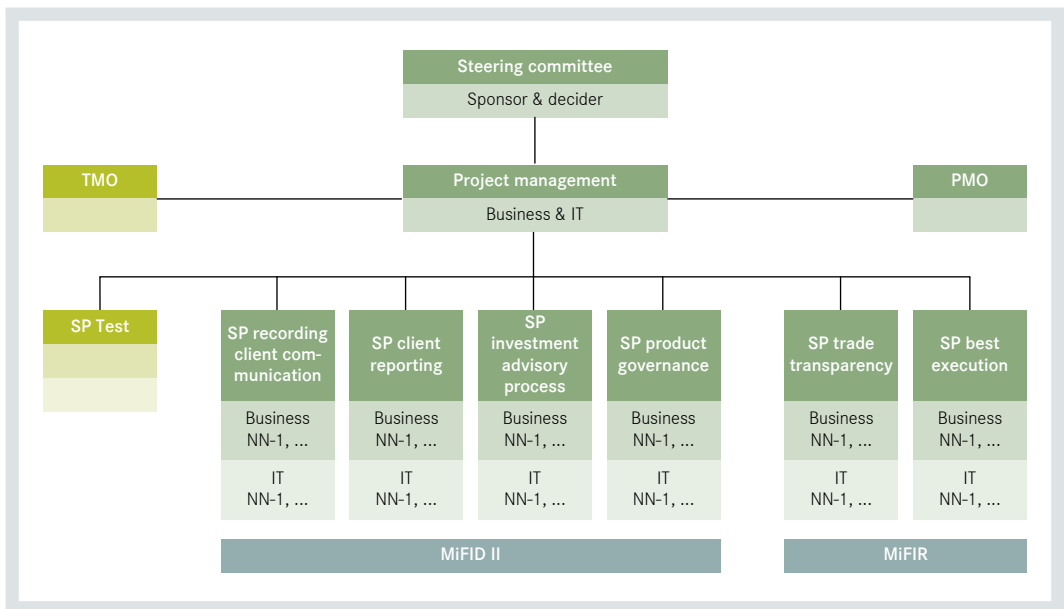 Steering committee
Sponsor & decider
TMO
Project management
Business & IT
PMO
SP Test
SP recording
client com-
munication
SP client
reporting
SP
investment
advisory
process
SP product
governance
SP trade
transparency
SP best
execution
Business
NN-1, ...
Business
NN-1, ...
Business
NN-1, ...
Business
NN-1, ...
Business
NN-1, ...
Business
NN-1, ...
IT
NN-1, ...
IT
NN-1, ...
IT
NN-1, ...
IT
NN-1, ...
IT
NN-1, ...
IT
NN-1, ...
MiFID II
MiFIR